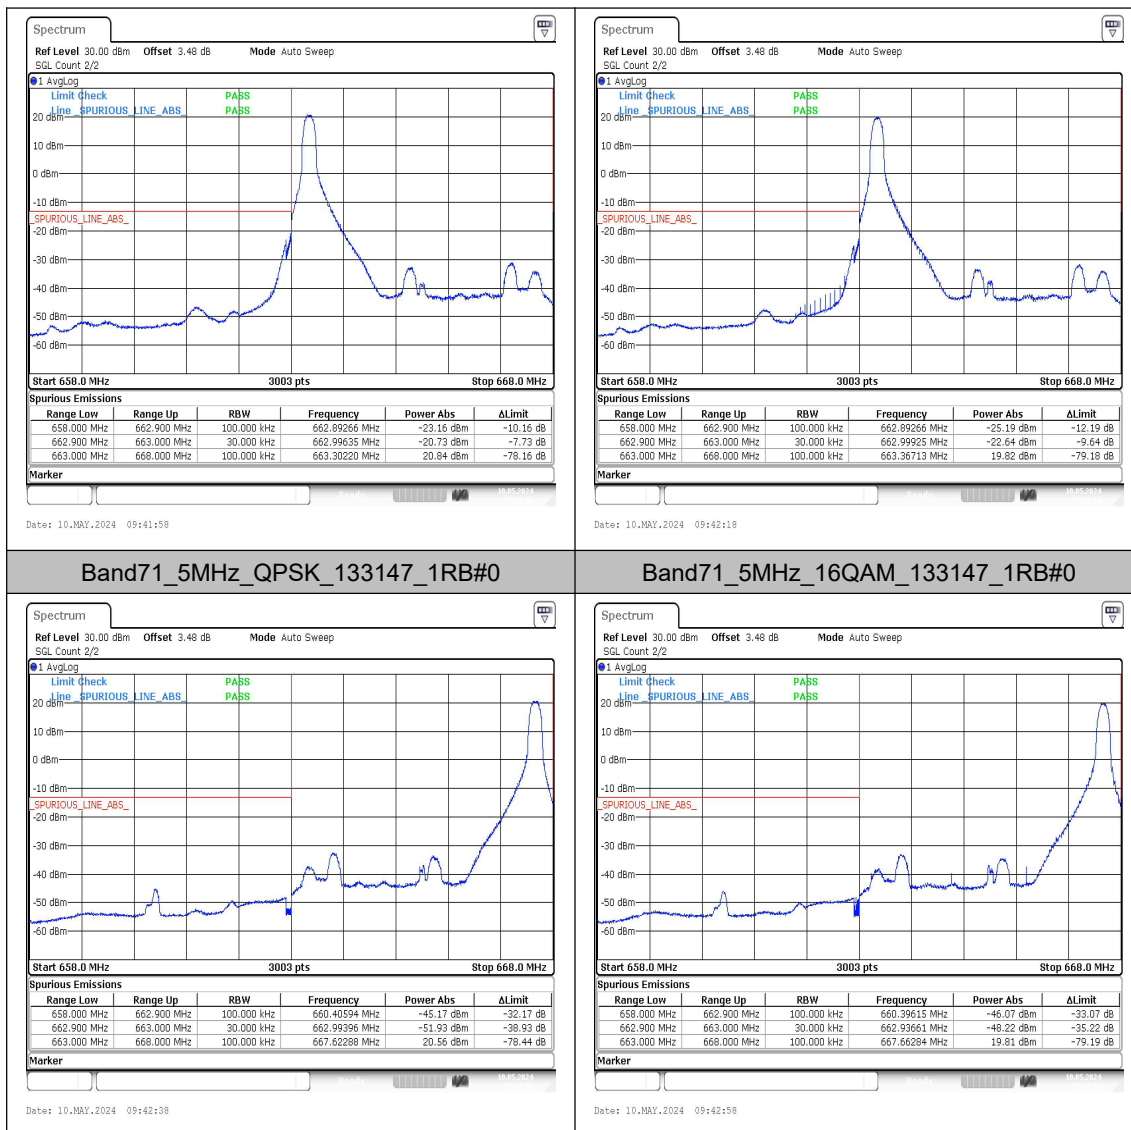 Spectrum
Ref Level 30.00 dBm Offset 3.48 dB Mode Auto Sweep
SGL Count 2/2
1 AvgLog
Limit Check PASS
Line _SPURIOUS_LINE_ABS_ PASS
20 dBm
10 dBm
0 dBm
-10 dBm
_SPURIOUS_LINE_ABS_
-20 dBm
-30 dBm
-40 dBm
-50 dBm
-60 dBm
Start 658.0 MHz 3003 pts Stop 668.0 MHz
Spurious Emissions
Range Low Range Up RBW Frequency Power Abs ΔLimit
658.000 MHz 662.900 MHz 100.000 kHz 662.89266 MHz -23.16 dBm -10.16 dB
662.900 MHz 663.000 MHz 30.000 kHz 662.99635 MHz -20.73 dBm -7.73 dB
663.000 MHz 668.000 MHz 100.000 kHz 663.30220 MHz 20.84 dBm -78.16 dB
Marker
10.05.2024
Date: 10.MAY.2024 09:41:58
Spectrum
Ref Level 30.00 dBm Offset 3.48 dB Mode Auto Sweep
SGL Count 2/2
1 AvgLog
Limit Check PASS
Line _SPURIOUS_LINE_ABS_ PASS
20 dBm
10 dBm
0 dBm
-10 dBm
_SPURIOUS_LINE_ABS_
-20 dBm
-30 dBm
-40 dBm
-50 dBm
-60 dBm
Start 658.0 MHz 3003 pts Stop 668.0 MHz
Spurious Emissions
Range Low Range Up RBW Frequency Power Abs ΔLimit
658.000 MHz 662.900 MHz 100.000 kHz 662.89266 MHz -25.19 dBm -12.19 dB
662.900 MHz 663.000 MHz 30.000 kHz 662.99925 MHz -22.64 dBm -9.64 dB
663.000 MHz 668.000 MHz 100.000 kHz 663.36713 MHz 19.82 dBm -79.18 dB
Marker
10.05.2024
Date: 10.MAY.2024 09:42:18
Band71_5MHz_QPSK_133147_1RB#0
Band71_5MHz_16QAM_133147_1RB#0
Spectrum
Ref Level 30.00 dBm Offset 3.48 dB Mode Auto Sweep
SGL Count 2/2
1 AvgLog
Limit Check PASS
Line _SPURIOUS_LINE_ABS_ PASS
20 dBm
10 dBm
0 dBm
-10 dBm
_SPURIOUS_LINE_ABS_
-20 dBm
-30 dBm
-40 dBm
-50 dBm
-60 dBm
Start 658.0 MHz 3003 pts Stop 668.0 MHz
Spurious Emissions
Range Low Range Up RBW Frequency Power Abs ΔLimit
658.000 MHz 662.900 MHz 100.000 kHz 660.40594 MHz -45.17 dBm -32.17 dB
662.900 MHz 663.000 MHz 30.000 kHz 662.99396 MHz -51.93 dBm -38.93 dB
663.000 MHz 668.000 MHz 100.000 kHz 667.62288 MHz 20.56 dBm -78.44 dB
Marker
10.05.2024
Date: 10.MAY.2024 09:42:38
Spectrum
Ref Level 30.00 dBm Offset 3.48 dB Mode Auto Sweep
SGL Count 2/2
1 AvgLog
Limit Check PASS
Line _SPURIOUS_LINE_ABS_ PASS
20 dBm
10 dBm
0 dBm
-10 dBm
_SPURIOUS_LINE_ABS_
-20 dBm
-30 dBm
-40 dBm
-50 dBm
-60 dBm
Start 658.0 MHz 3003 pts Stop 668.0 MHz
Spurious Emissions
Range Low Range Up RBW Frequency Power Abs ΔLimit
658.000 MHz 662.900 MHz 100.000 kHz 660.39615 MHz -46.07 dBm -33.07 dB
662.900 MHz 663.000 MHz 30.000 kHz 662.93661 MHz -48.22 dBm -35.22 dB
663.000 MHz 668.000 MHz 100.000 kHz 667.66284 MHz 19.81 dBm -79.19 dB
Marker
10.05.2024
Date: 10.MAY.2024 09:42:58